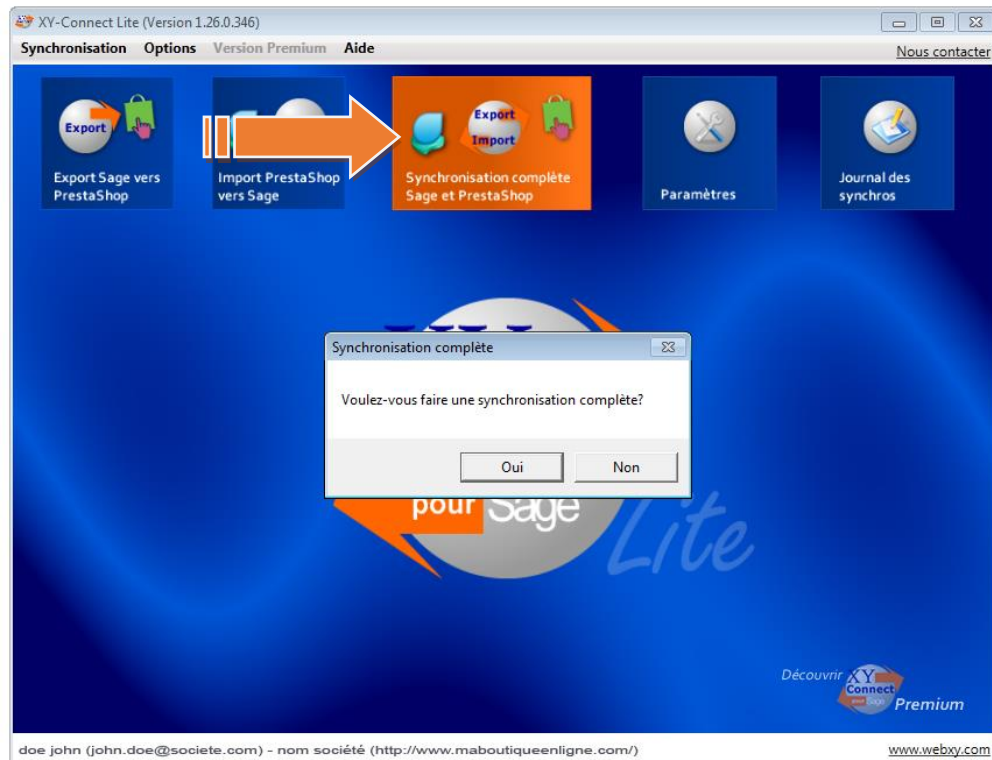 XY-Connect Lite (Version 1.26.0.346)
Synchronisation Options Version Premium Aide
Nous contacter
Export
Export Sage vers
PrestaShop
Import PrestaShop
vers Sage
Export
Import
Synchronisation complète
Sage et PrestaShop
Paramètres
Journal des
synchros
Synchronisation complète
Voulez-vous faire une synchronisation complète?
Oui Non
pour Sage
Lite
Découvrir XY
Connect
pour Sage
Premium
doe john (john.doe@societe.com) - nom société (http://www.maboutiqueenligne.com/)
www.webxy.com